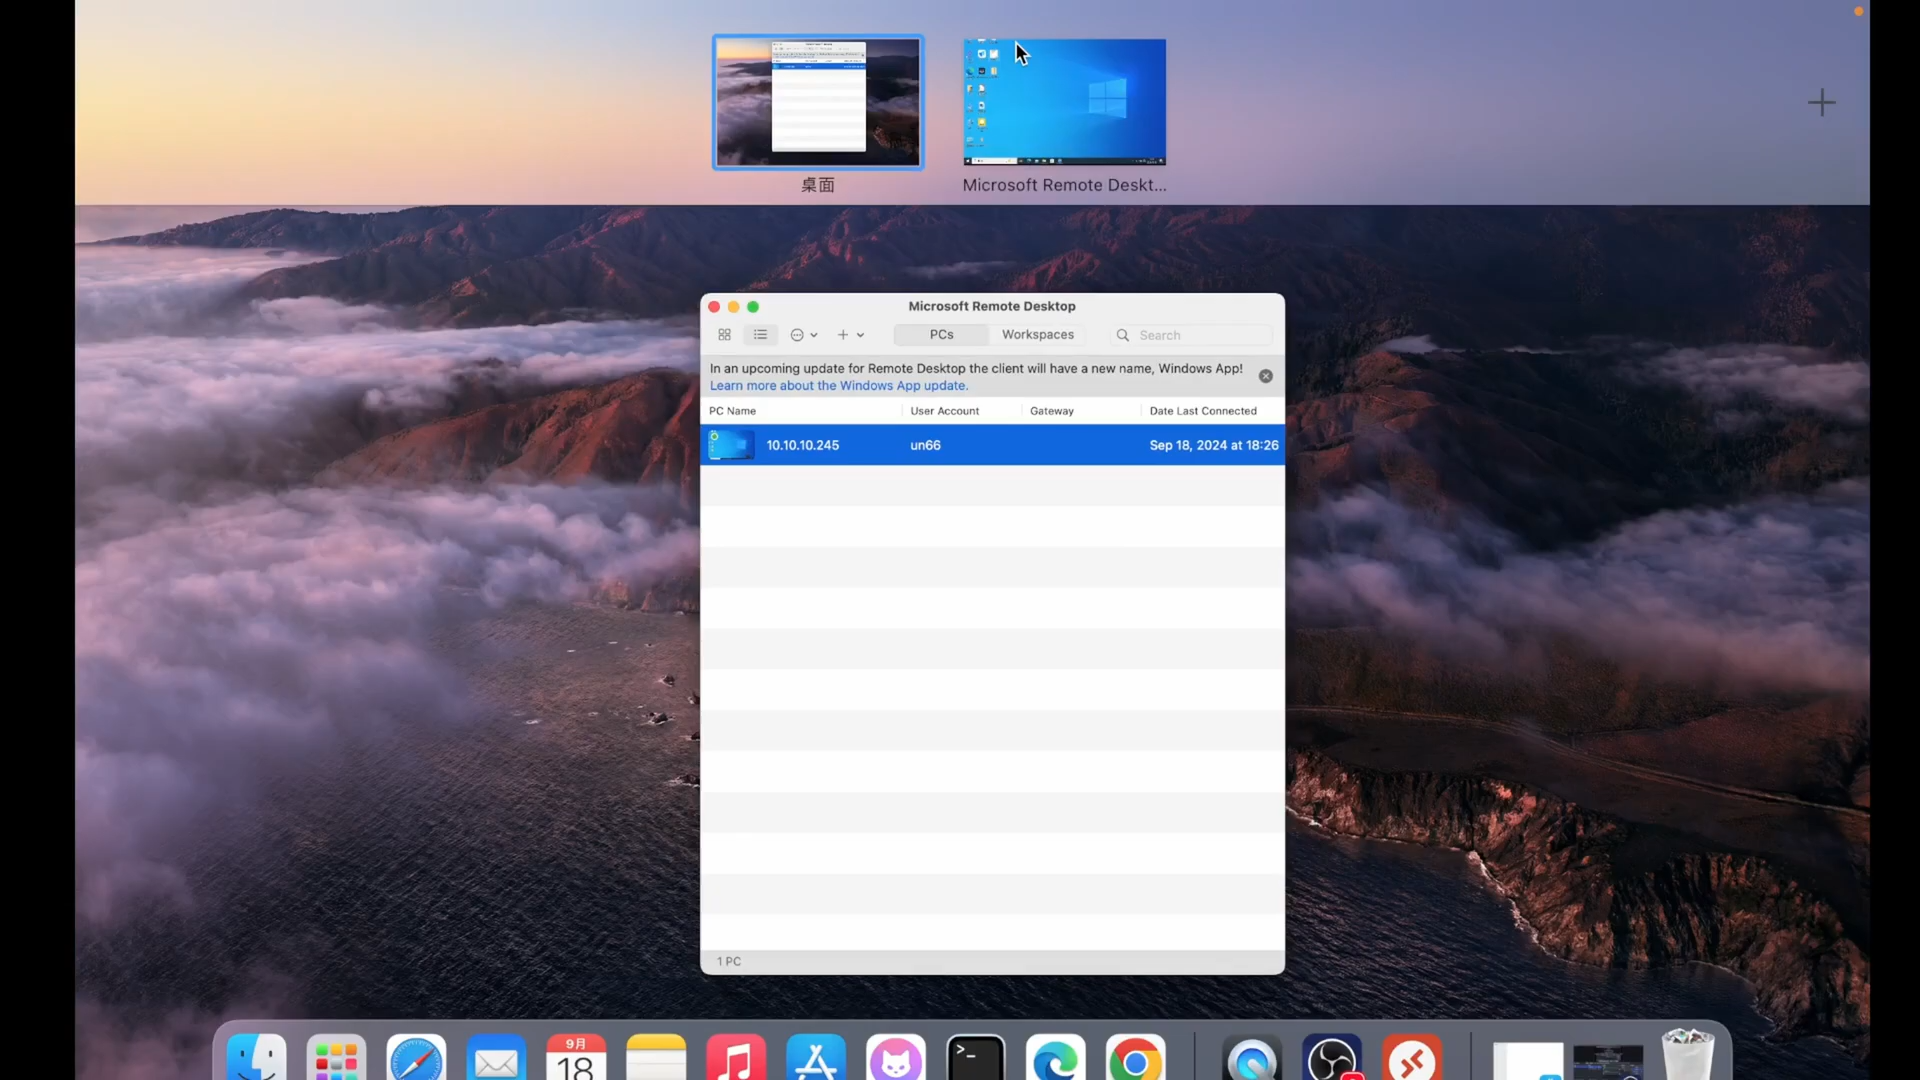 桌面
Microsoft Remote Deskt...
Microsoft Remote Desktop
PCs
Workspaces
Search
In an upcoming update for Remote Desktop the client will have a new name, Windows App!
Learn more about the Windows App update.
PC Name
User Account
Gateway
Date Last Connected
10.10.10.245
un66
Sep 18, 2024 at 18:26
1 PC
9月
18